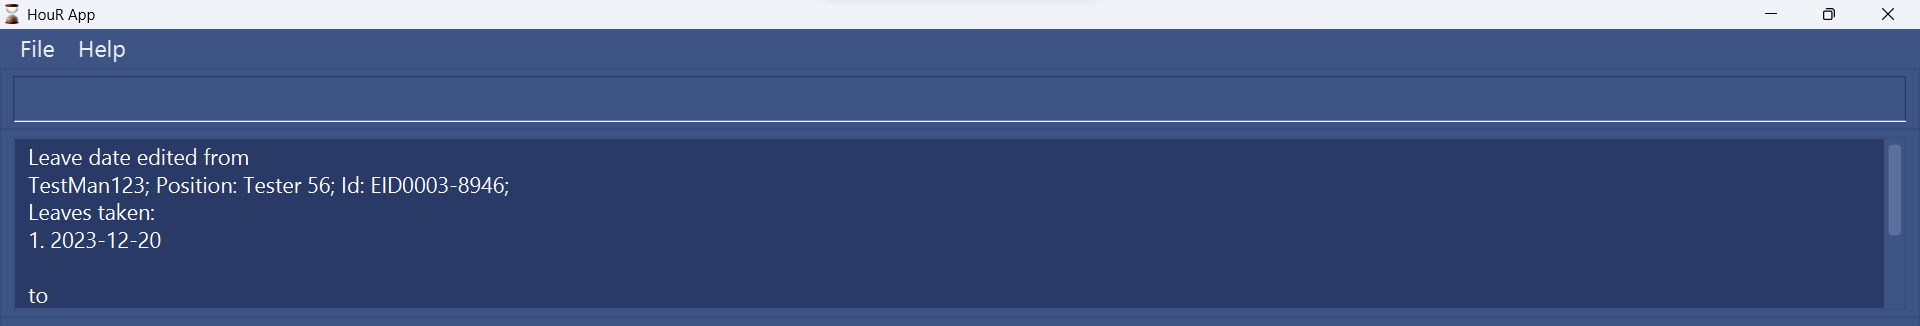 HouR App
File Help
Leave date edited from
TestMan123; Position: Tester 56; Id: EID0003-8946;
Leaves taken:
1. 2023-12-20
to